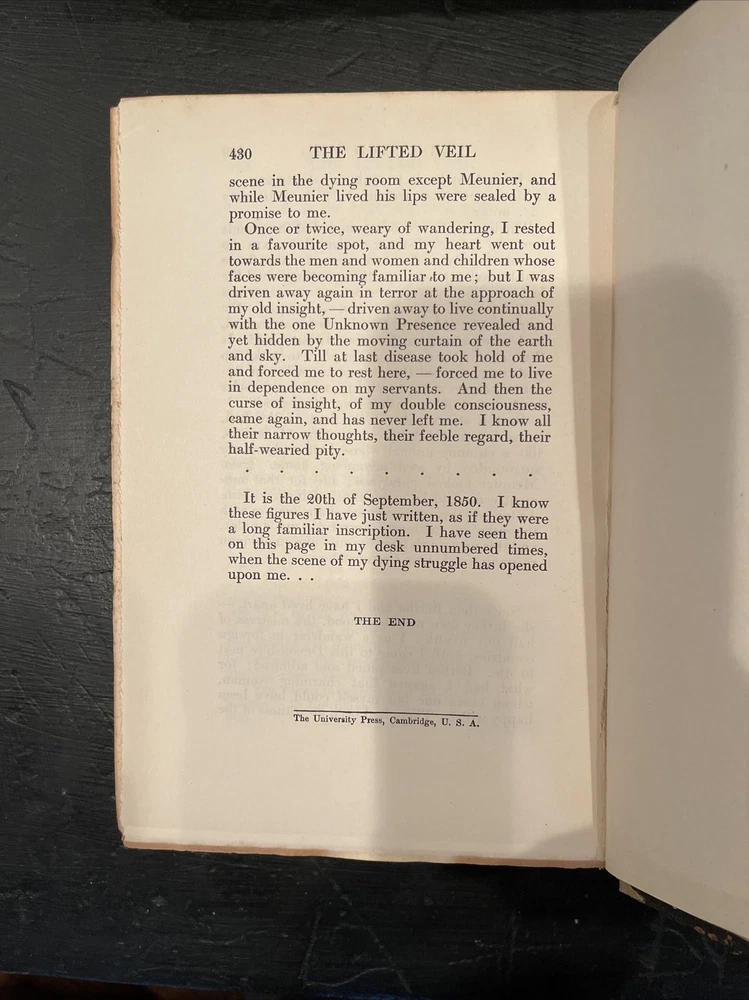 430 THE LIFTED VEIL
scene in the dying room except Meunier, and
while Meunier lived his lips were sealed by a
promise to me.
Once or twice, weary of wandering, I rested
in a favourite spot, and my heart went out
towards the men and women and children whose
faces were becoming familiar to me; but I was
driven away again in terror at the approach of
my old insight, — driven away to live continually
with the one Unknown Presence revealed and
yet hidden by the moving curtain of the earth
and sky. Till at last disease took hold of me
and forced me to rest here, — forced me to live
in dependence on my servants. And then the
curse of insight, of my double consciousness,
came again, and has never left me. I know all
their narrow thoughts, their feeble regard, their
half-wearied pity.
. . . . . . . . .
It is the 20th of September, 1850. I know
these figures I have just written, as if they were
a long familiar inscription. I have seen them
on this page in my desk unnumbered times,
when the scene of my dying struggle has opened
upon me. . .
THE END
The University Press, Cambridge, U. S. A.